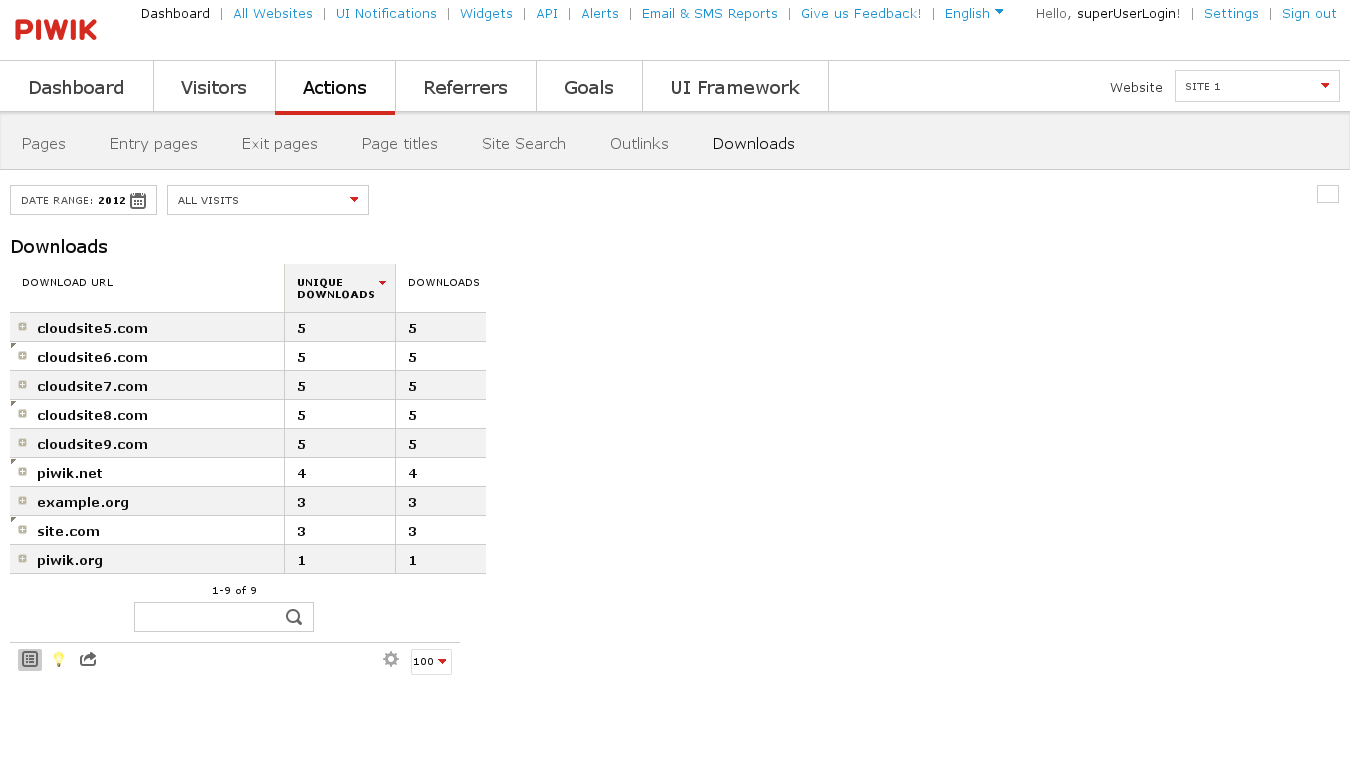 PIWIK
Dashboard | All Websites | UI Notifications | Widgets | API | Alerts | Email & SMS Reports | Give us Feedback! | English Hello, superUserLogin! | Settings | Sign out
Dashboard Visitors Actions Referrers Goals UI Framework Website SITE 1
Pages Entry pages Exit pages Page titles Site Search Outlinks Downloads
DATE RANGE: 2012 ALL VISITS
Downloads
DOWNLOAD URL UNIQUE DOWNLOADS DOWNLOADS
cloudsite5.com 5 5
cloudsite6.com 5 5
cloudsite7.com 5 5
cloudsite8.com 5 5
cloudsite9.com 5 5
piwik.net 4 4
example.org 3 3
site.com 3 3
piwik.org 1 1
1-9 of 9
100